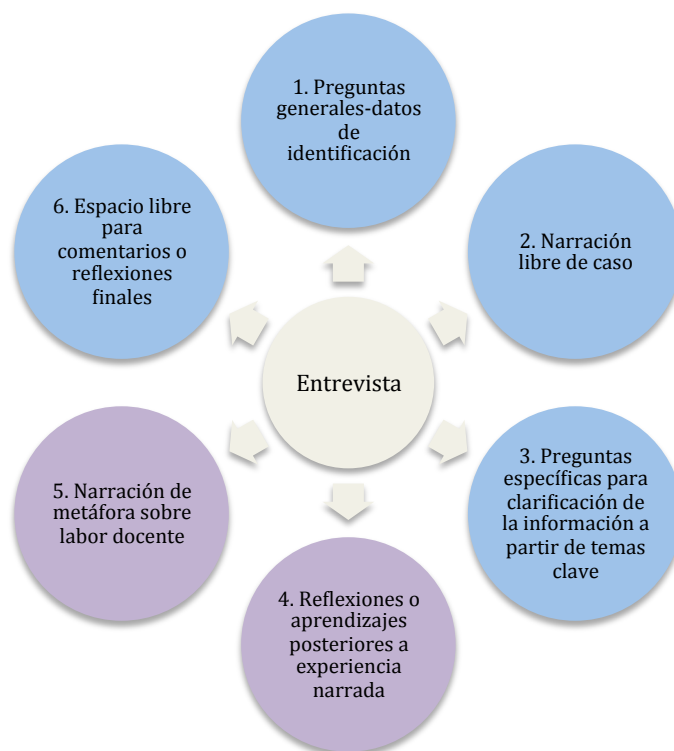 1. Preguntas
generales-datos
de
identificación
2. Narración
libre de caso
3. Preguntas
específicas para
clarificación de
la información a
partir de temas
clave
4. Reflexiones o
aprendizajes
posteriores a
experiencia
narrada
5. Narración de
metáfora sobre
labor docente
6. Espacio libre
para
comentarios o
reflexiones
finales
Entrevista